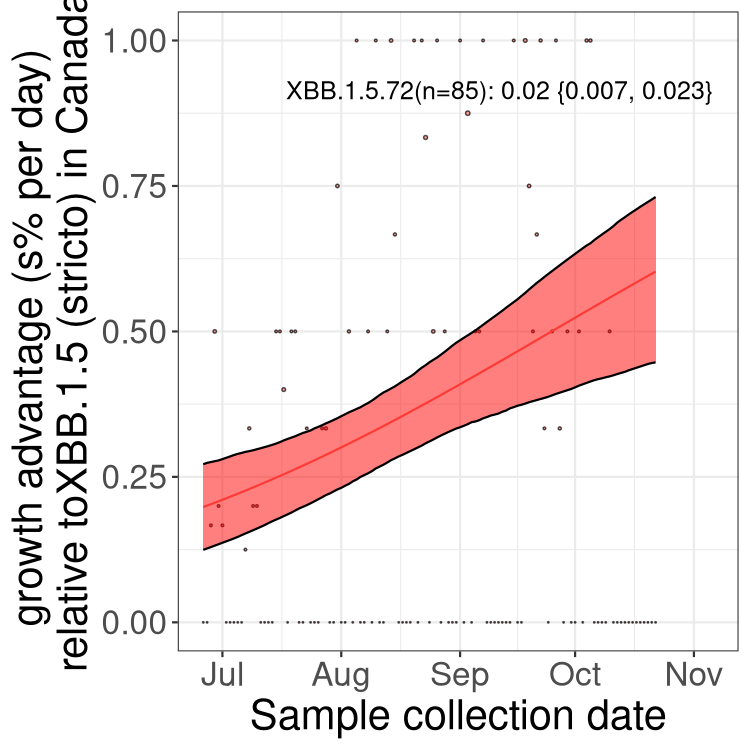 growth advantage (s% per day)
relative toXBB.1.5 (stricto) in Canada
1.00
0.75
0.50
0.25
0.00
XBB.1.5.72(n=85): 0.02 {0.007, 0.023}
Jul Aug Sep Oct Nov
Sample collection date